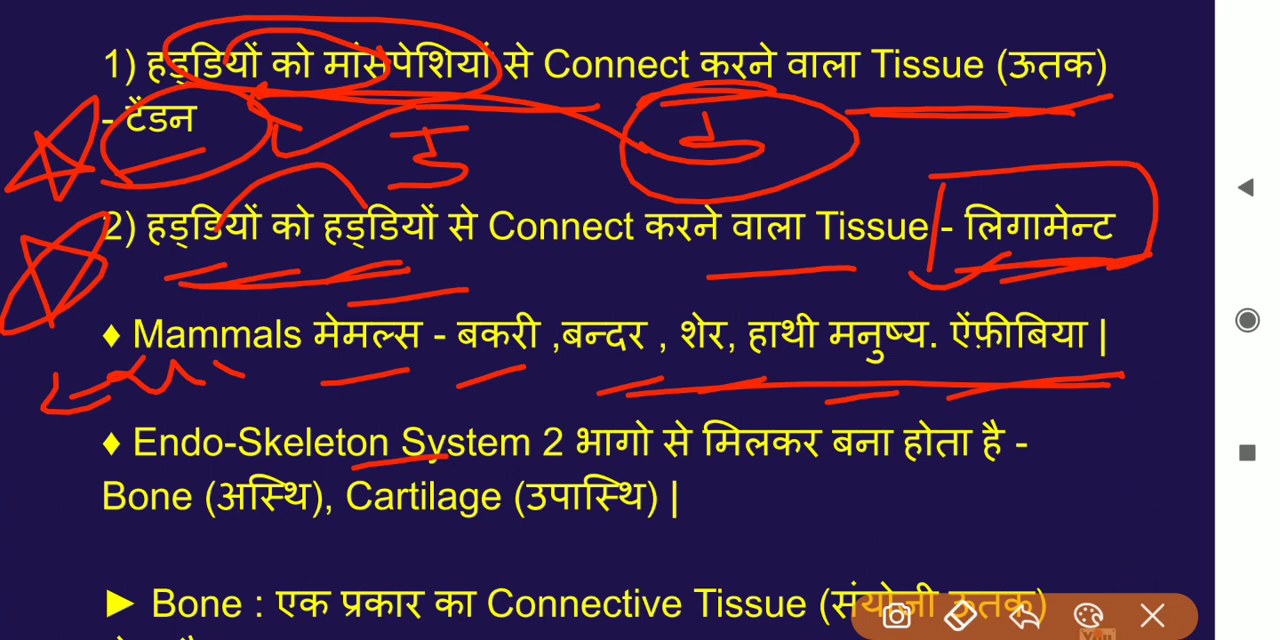 1) हड्डियों को मांसपेशियों से Connect करने वाला Tissue (ऊतक)
- टेंडन
2) हड्डियों को हड्डियों से Connect करने वाला Tissue - लिगामेन्ट
♦ Mammals मेमल्स - बकरी ,बन्दर , शेर, हाथी मनुष्य. ऐंफ़ीबिया |
♦ Endo-Skeleton System 2 भागो से मिलकर बना होता है -
Bone (अस्थि), Cartilage (उपास्थि) |
► Bone : एक प्रकार का Connective Tissue (संयोजी ऊतक)